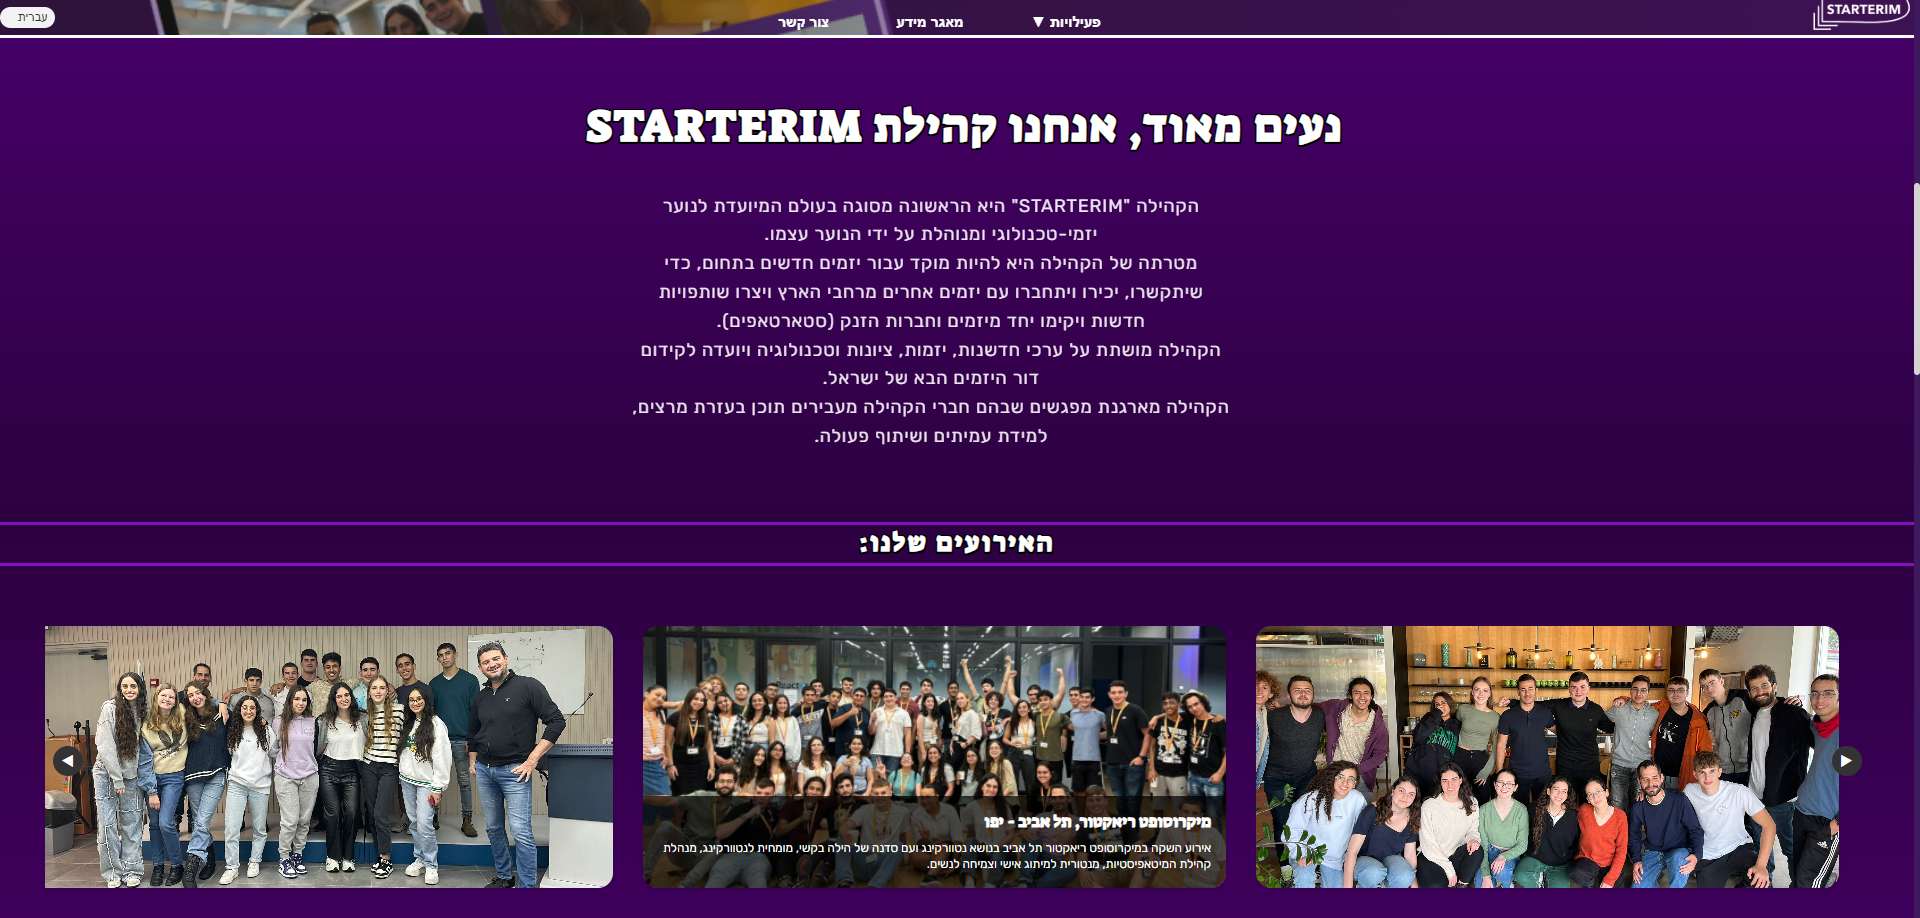 STARTERIM
פעילויות ▼
מאגר מידע
צור קשר
עברית
נעים מאוד, אנחנו קהילת STARTERIM
הקהילה "STARTERIM" היא הראשונה מסוגה בעולם המיועדת לנוער
יזמי-טכנולוגי ומנוהלת על ידי הנוער עצמו.
מטרתה של הקהילה היא להיות מוקד עבור יזמים חדשים בתחום, כדי
שיתקשרו, יכירו ויתחברו עם יזמים אחרים מרחבי הארץ ויצרו שותפויות
חדשות ויקימו יחד מיזמים וחברות הזנק (סטארטאפים).
הקהילה מושתת על ערכי חדשנות, יזמות, ציונות וטכנולוגיה ויועדה לקידום
דור היזמים הבא של ישראל.
הקהילה מארגנת מפגשים שבהם חברי הקהילה מעבירים תוכן בעזרת מרצים,
למידת עמיתים ושיתוף פעולה.
האירועים שלנו:
מיקרוסופט ריאקטור, תל אביב - יפו
אירוע השקה במיקרוסופט ריאקטור תל אביב בנושא נטוורקינג ועם סדנה של הילה בקשי, מומחית לנטוורקינג, מנהלת
קהילת המיטאפיסטיות, מנטורית למיתוג אישי וצמיחה לנשים.